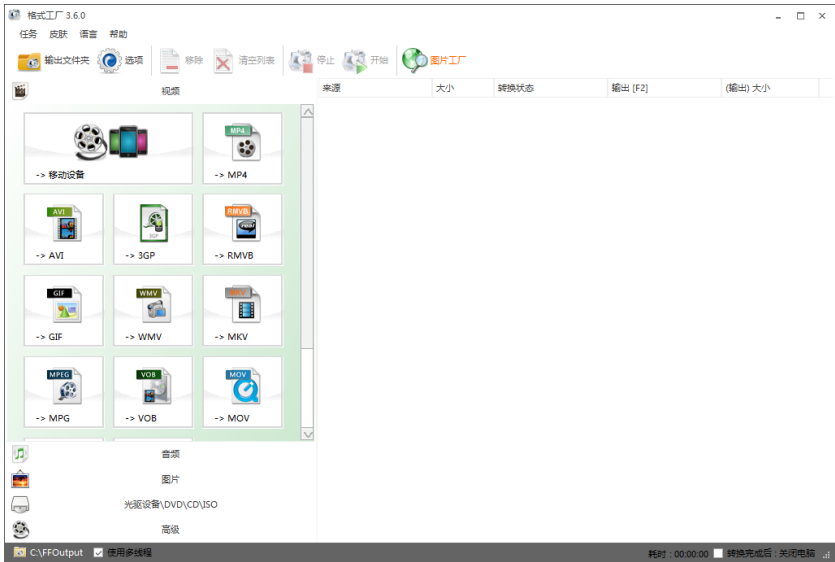 格式工厂 3.6.0
任务 皮肤 语言 帮助
输出文件夹 选项 移除 清空列表 停止 开始 图片工厂
视频
来源 大小 转换状态 输出 [F2] (输出) 大小
MP4
-> 移动设备 -> MP4
AVI 3GP RMVB
real
-> AVI -> 3GP -> RMVB
GIF WMV MKV
-> GIF -> WMV -> MKV
MPEG VOB MOV
-> MPG -> VOB -> MOV
音频
图片
光驱设备\DVD\CD\ISO
高级
C:\FFOutput 使用多线程 耗时 : 00:00:00 转换完成后 : 关闭电脑